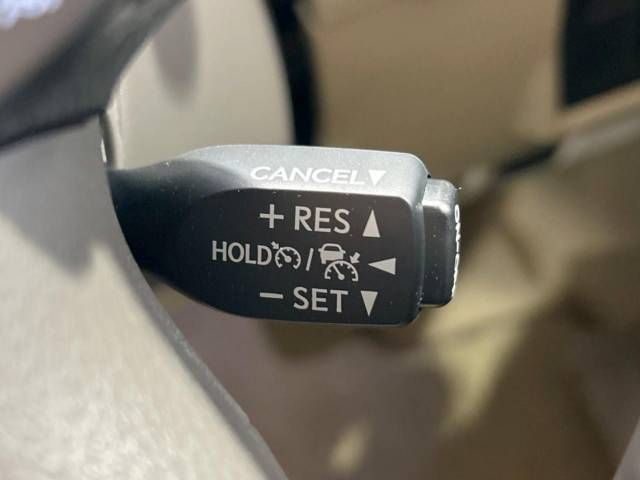 CANCEL▼
+ RES ▲
HOLD / ◀
− SET ▼